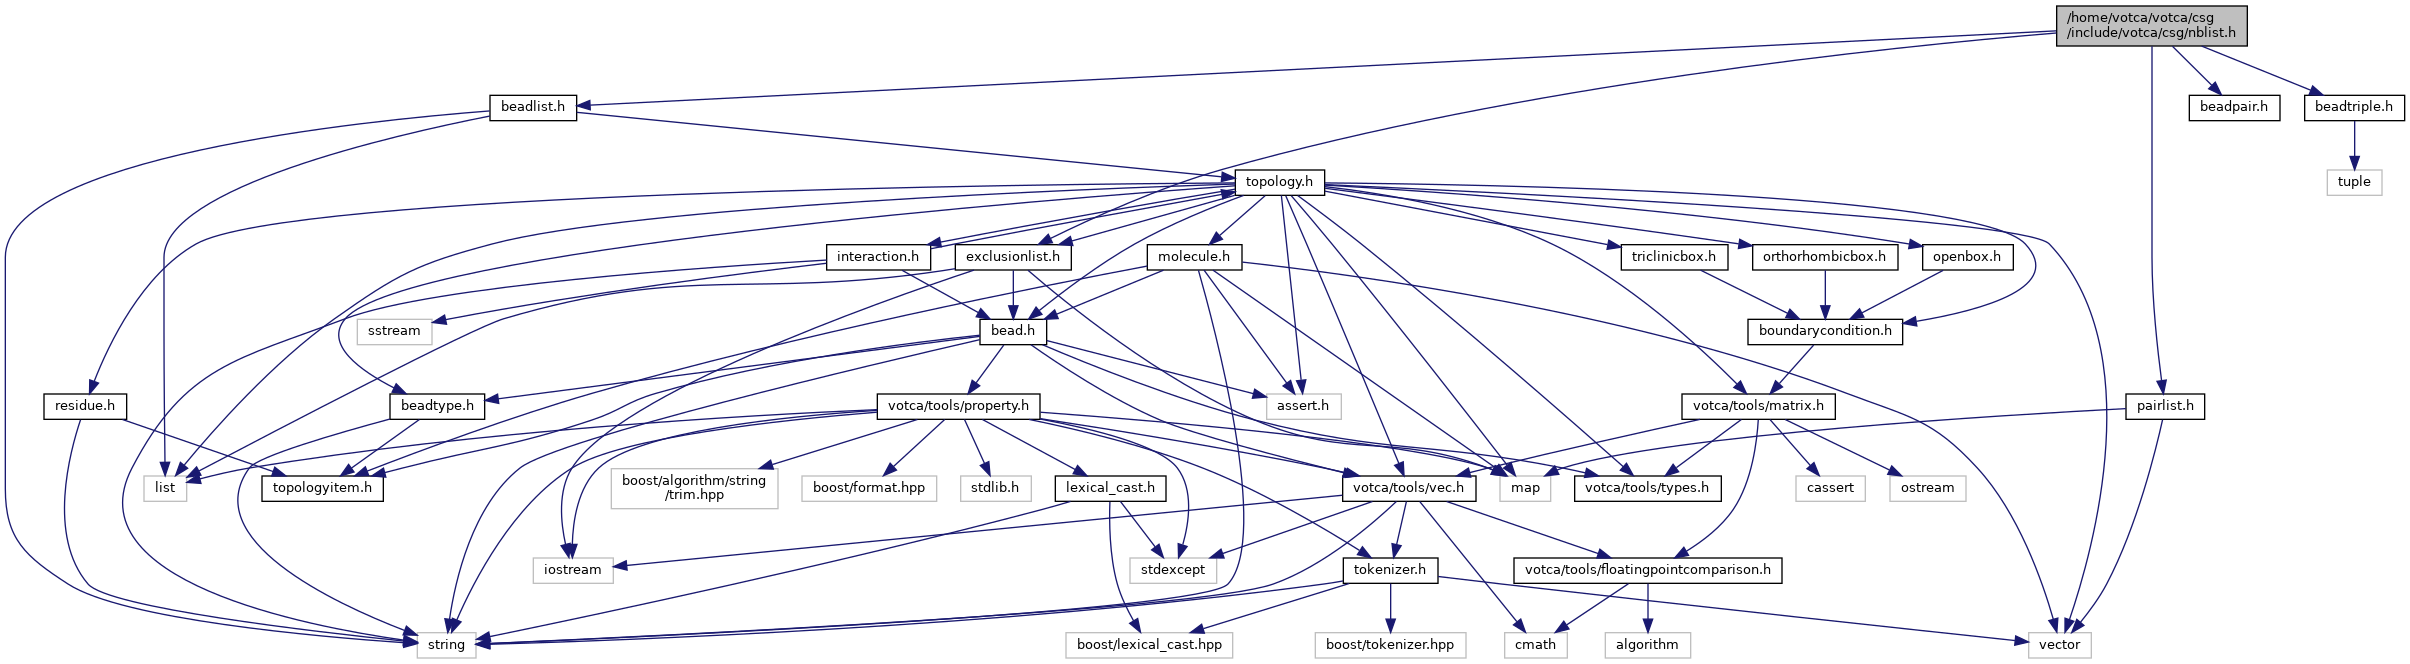 /home/votca/votca/csg
/include/votca/csg/nblist.h
beadlist.h
beadpair.h
beadtriple.h
topology.h
tuple
interaction.h
exclusionlist.h
molecule.h
triclinicbox.h
orthorhombicbox.h
openbox.h
sstream
bead.h
boundarycondition.h
residue.h
beadtype.h
votca/tools/property.h
assert.h
votca/tools/matrix.h
pairlist.h
list
topologyitem.h
boost/algorithm/string
/trim.hpp
boost/format.hpp
stdlib.h
lexical_cast.h
votca/tools/vec.h
map
votca/tools/types.h
cassert
ostream
iostream
stdexcept
tokenizer.h
votca/tools/floatingpointcomparison.h
string
boost/lexical_cast.hpp
boost/tokenizer.hpp
cmath
algorithm
vector